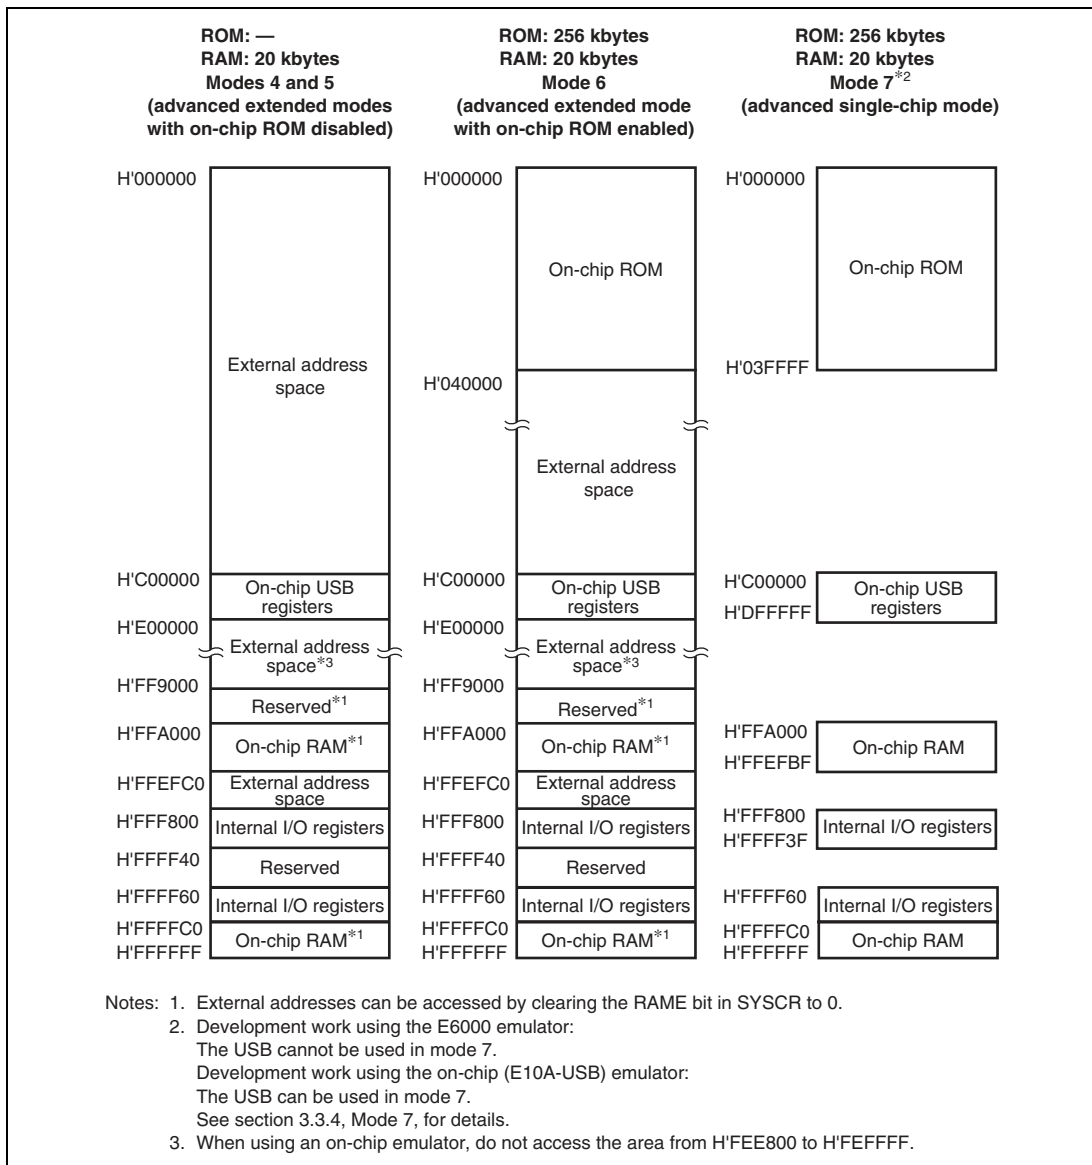 ROM: —
RAM: 20 kbytes
Modes 4 and 5
(advanced extended modes
with on-chip ROM disabled)
ROM: 256 kbytes
RAM: 20 kbytes
Mode 6
(advanced extended mode
with on-chip ROM enabled)
ROM: 256 kbytes
RAM: 20 kbytes
Mode 7*2
(advanced single-chip mode)
H'000000
External address
space
H'C00000
On-chip USB
registers
H'E00000
External address
space*3
H'FF9000
Reserved*1
H'FFA000
On-chip RAM*1
H'FFEFC0
External address
space
H'FFF800
Internal I/O registers
H'FFFF40
Reserved
H'FFFF60
Internal I/O registers
H'FFFFC0
On-chip RAM*1
H'FFFFFF
H'000000
On-chip ROM
H'040000
External address
space
H'C00000
On-chip USB
registers
H'E00000
External address
space*3
H'FF9000
Reserved*1
H'FFA000
On-chip RAM*1
H'FFEFC0
External address
space
H'FFF800
Internal I/O registers
H'FFFF40
Reserved
H'FFFF60
Internal I/O registers
H'FFFFC0
On-chip RAM*1
H'FFFFFF
H'000000
On-chip ROM
H'03FFFF
H'C00000
On-chip USB
registers
H'DFFFFF
H'FFA000
On-chip RAM
H'FFEFBF
H'FFF800
Internal I/O registers
H'FFFF3F
H'FFFF60
Internal I/O registers
H'FFFFC0
On-chip RAM
H'FFFFFF
Notes: 1. External addresses can be accessed by clearing the RAME bit in SYSCR to 0.
2. Development work using the E6000 emulator:
The USB cannot be used in mode 7.
Development work using the on-chip (E10A-USB) emulator:
The USB can be used in mode 7.
See section 3.3.4, Mode 7, for details.
3. When using an on-chip emulator, do not access the area from H'FEE800 to H'FEFFFF.